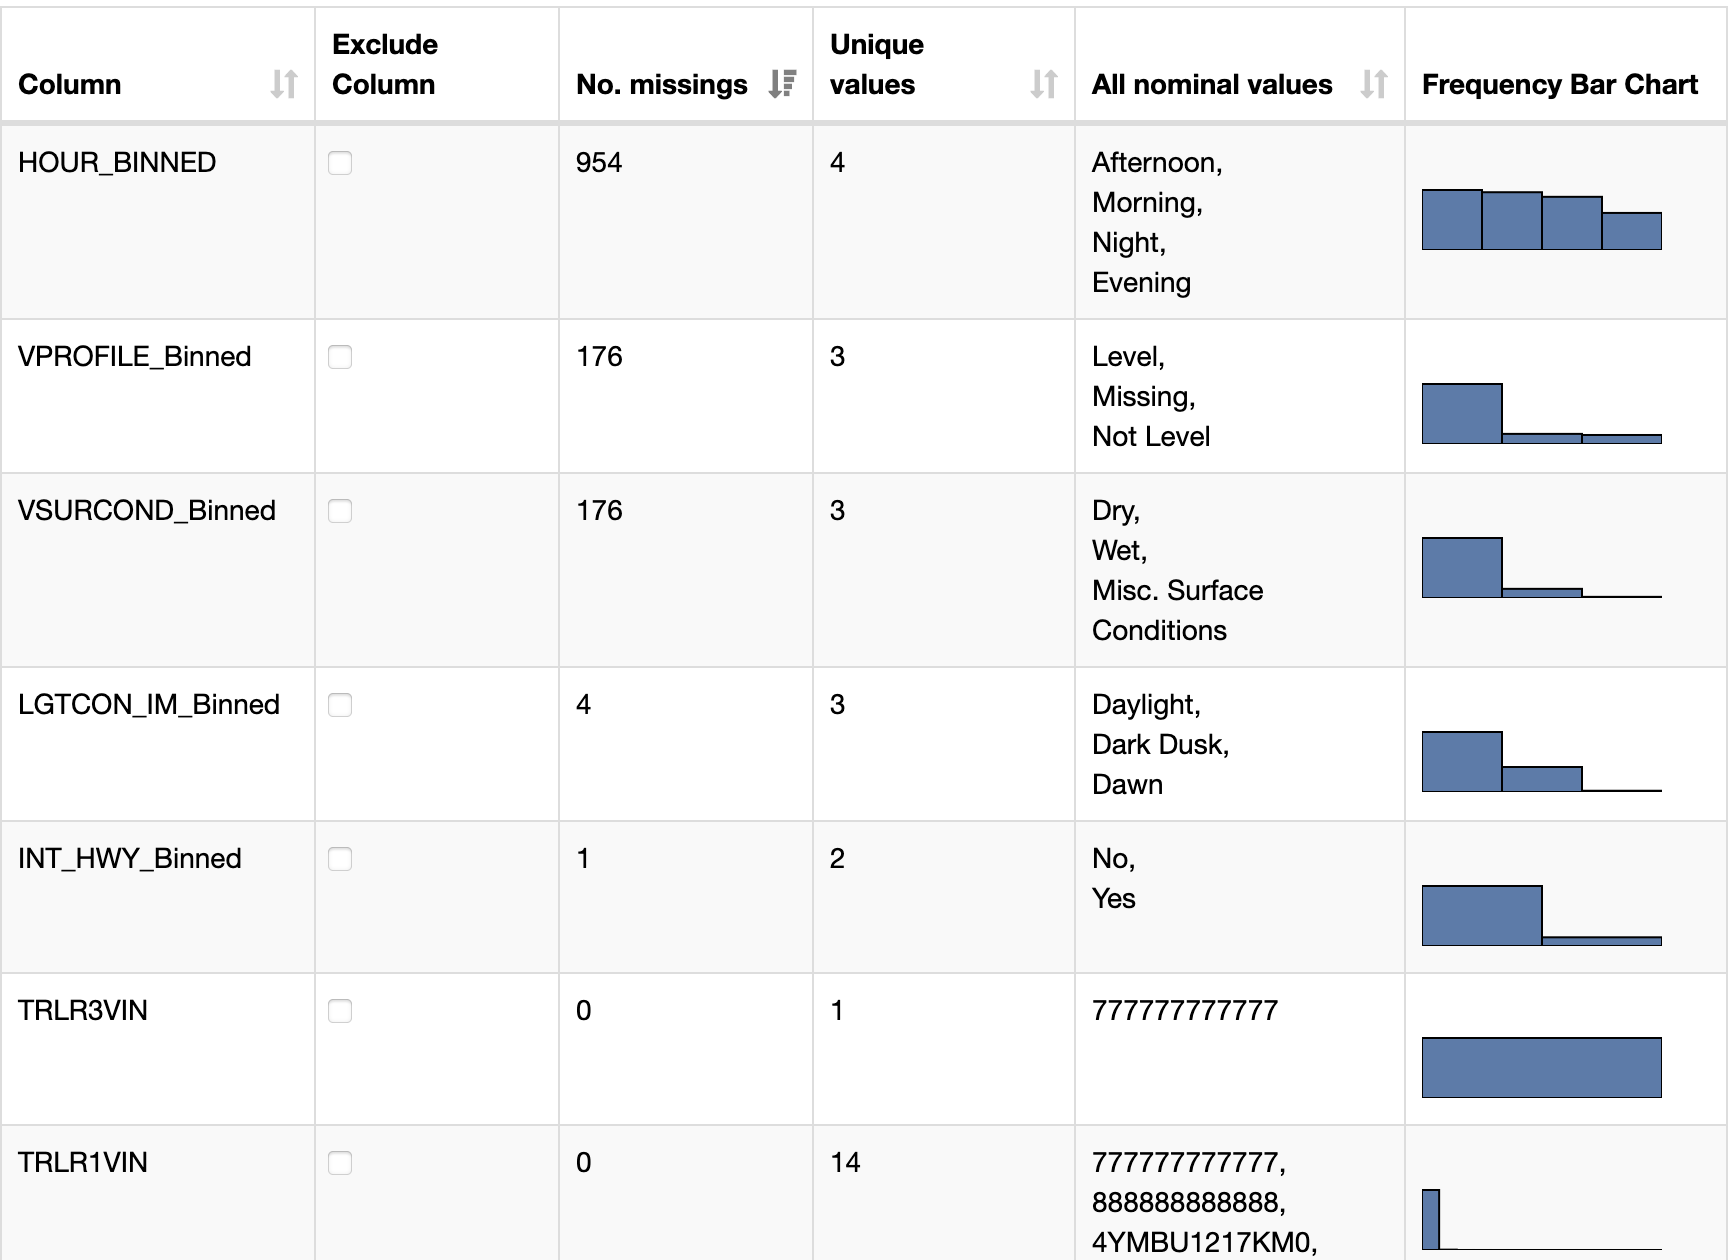 Column
Exclude
Column
No. missings
Unique
values
All nominal values
Frequency Bar Chart
HOUR_BINNED
954
4
Afternoon,
Morning,
Night,
Evening
VPROFILE_Binned
176
3
Level,
Missing,
Not Level
VSURCOND_Binned
176
3
Dry,
Wet,
Misc. Surface
Conditions
LGTCON_IM_Binned
4
3
Daylight,
Dark Dusk,
Dawn
INT_HWY_Binned
1
2
No,
Yes
TRLR3VIN
0
1
777777777777
TRLR1VIN
0
14
777777777777,
888888888888,
4YMBU1217KM0,